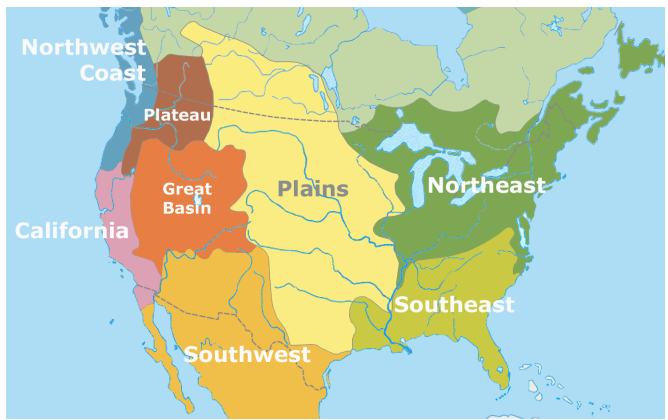 Northwest
Coast
Plateau
Great
Basin
Plains
Northeast
California
Southeast
Southwest